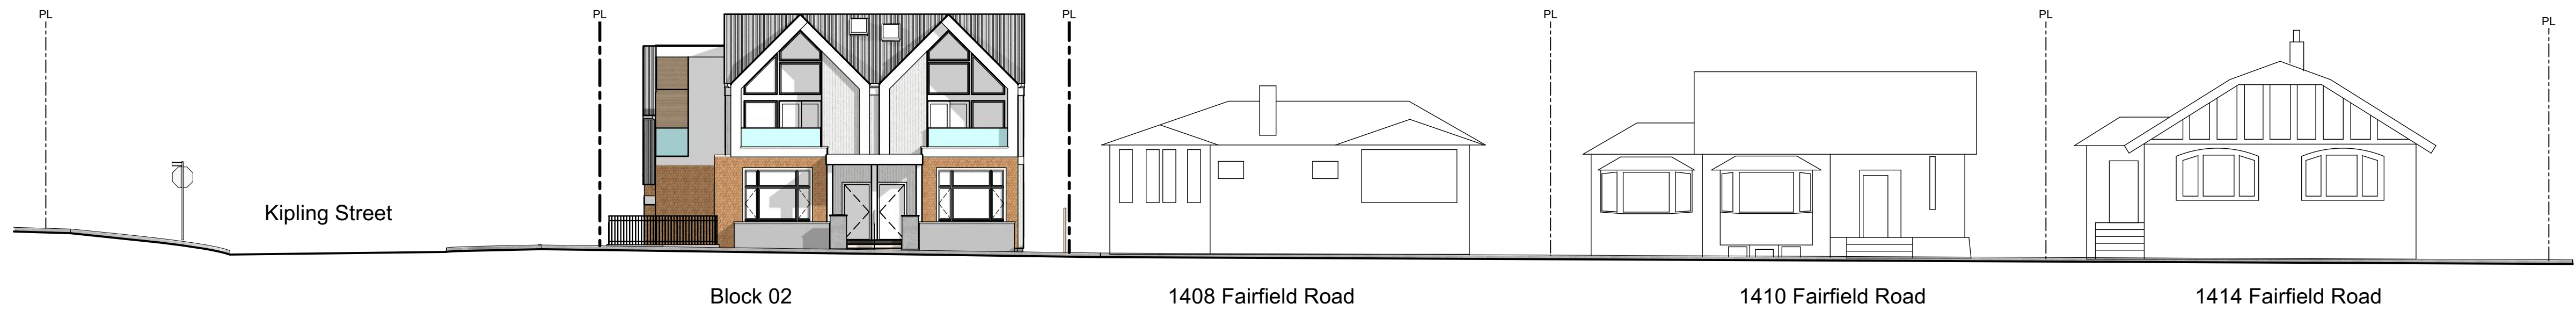 PL
PL
PL
PL
PL
PL
Kipling Street
Block 02
1408 Fairfield Road
1410 Fairfield Road
1414 Fairfield Road